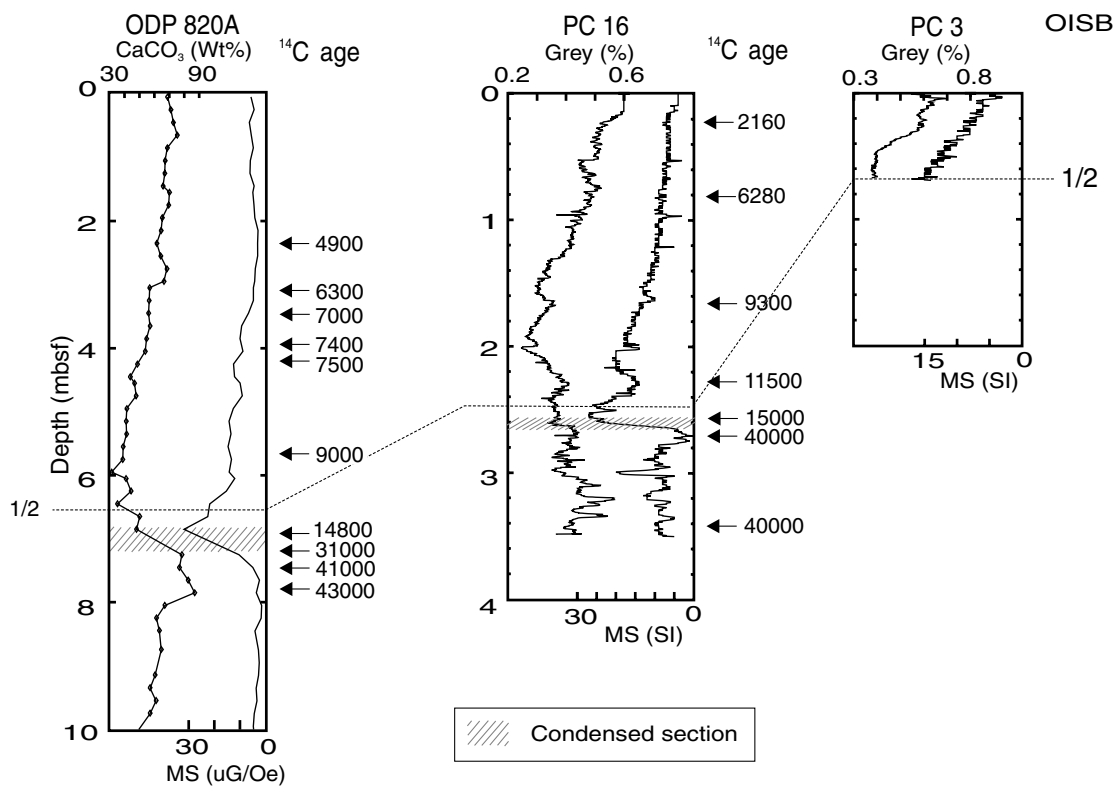 ODP 820A
CaCO3 (Wt%)
30 90
14C age
PC 16
Grey (%)
0.2 0.6
14C age
PC 3
Grey (%)
0.3 0.8
OISB
Depth (mbsf)
0
2
4
6
8
10
1/2
4900
6300
7000
7400
7500
9000
14800
31000
41000
43000
30 0
MS (uG/Oe)
0
1
2
3
4
2160
6280
9300
11500
15000
40000
40000
30 0
MS (SI)
1/2
15 0
MS (SI)
Condensed section